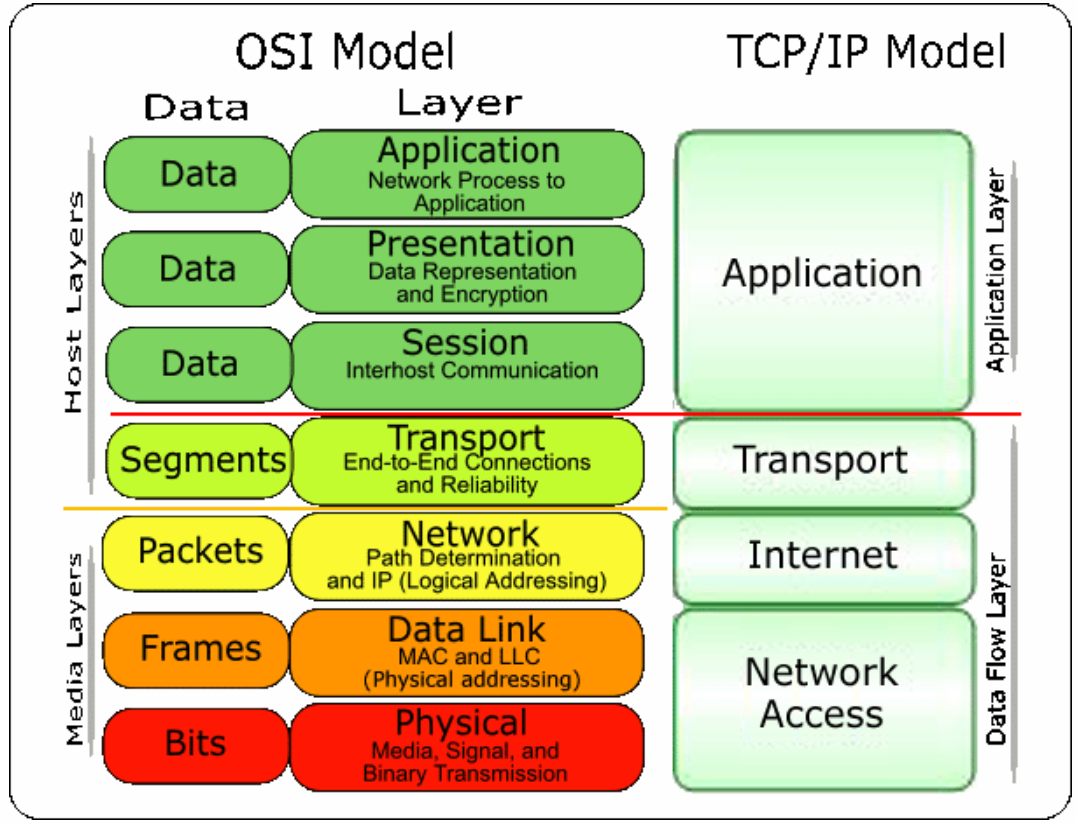 OSI Model
TCP/IP Model
Data
Layer
Host Layers
Data
Application
Network Process to
Application
Data
Presentation
Data Representation
and Encryption
Data
Session
Interhost Communication
Segments
Transport
End-to-End Connections
and Reliability
Media Layers
Packets
Network
Path Determination
and IP (Logical Addressing)
Frames
Data Link
MAC and LLC
(Physical addressing)
Bits
Physical
Media, Signal, and
Binary Transmission
Application
Application Layer
Transport
Internet
Network
Access
Data Flow Layer